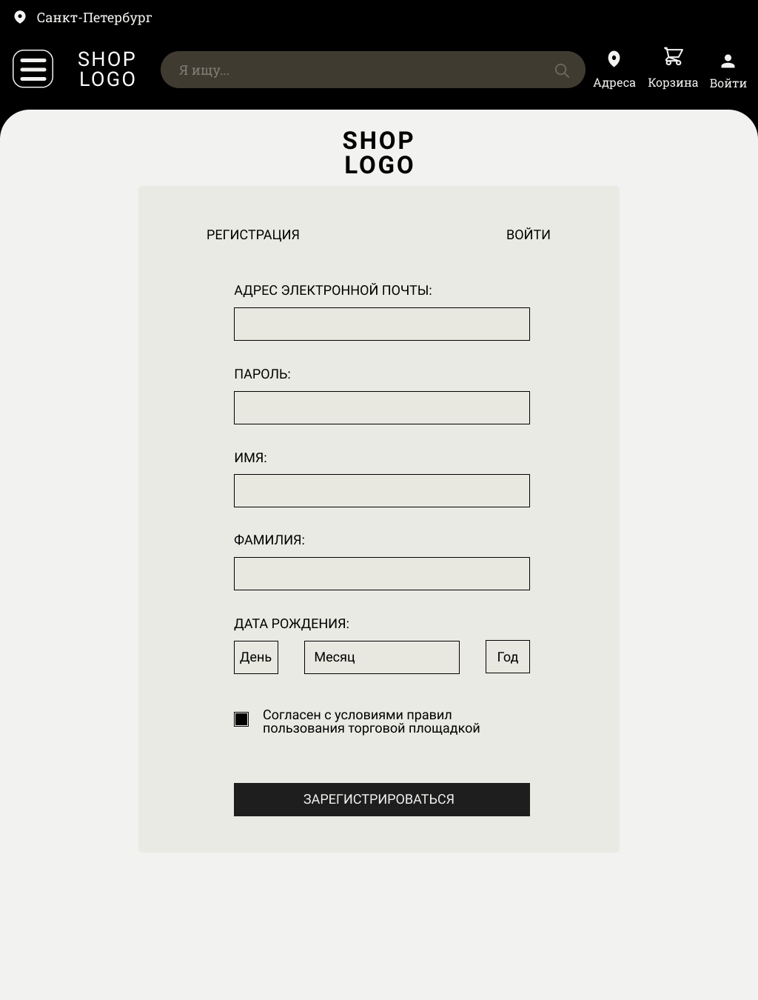 Санкт-Петербург
SHOP
LOGO
Я ищу...
Адреса
Корзина
Войти
SHOP
LOGO
РЕГИСТРАЦИЯ
ВОЙТИ
АДРЕС ЭЛЕКТРОННОЙ ПОЧТЫ:
ПАРОЛЬ:
ИМЯ:
ФАМИЛИЯ:
ДАТА РОЖДЕНИЯ:
День
Месяц
Год
Согласен с условиями правил
пользования торговой площадкой
ЗАРЕГИСТРИРОВАТЬСЯ